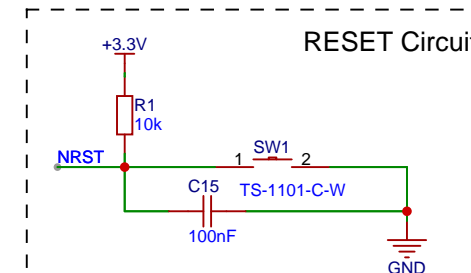 RESET Circuit
+3.3V
R1
10k
NRST
SW1
1
2
TS-1101-C-W
C15
100nF
GND